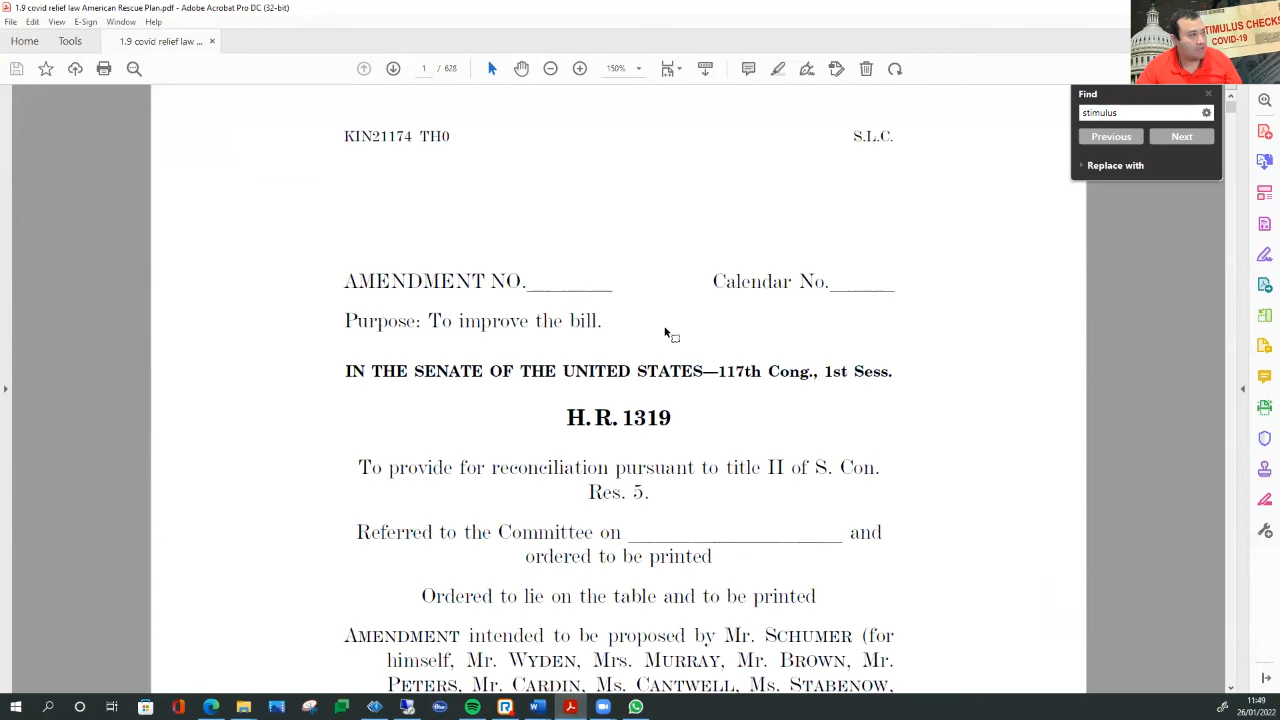 1.9 covid relief law American Rescue Plan.pdf - Adobe Acrobat Pro DC (32-bit)
File Edit View E-Sign Window Help
Home Tools 1.9 covid relief law ... ×
1 628 150%
STIMULUS CHECKS
COVID-19
Find
stimulus
Previous Next
Replace with
KIN21174 TH0 S.L.C.
AMENDMENT NO.________ Calendar No.______
Purpose: To improve the bill.
IN THE SENATE OF THE UNITED STATES—117th Cong., 1st Sess.
H. R. 1319
To provide for reconciliation pursuant to title II of S. Con.
Res. 5.
Referred to the Committee on ____________________ and
ordered to be printed
Ordered to lie on the table and to be printed
AMENDMENT intended to be proposed by Mr. SCHUMER (for
himself, Mr. WYDEN, Mrs. MURRAY, Mr. BROWN, Mr.
PETERS, Mr. CARDIN, Ms. CANTWELL, Ms. STABENOW,
11:49
26/01/2022